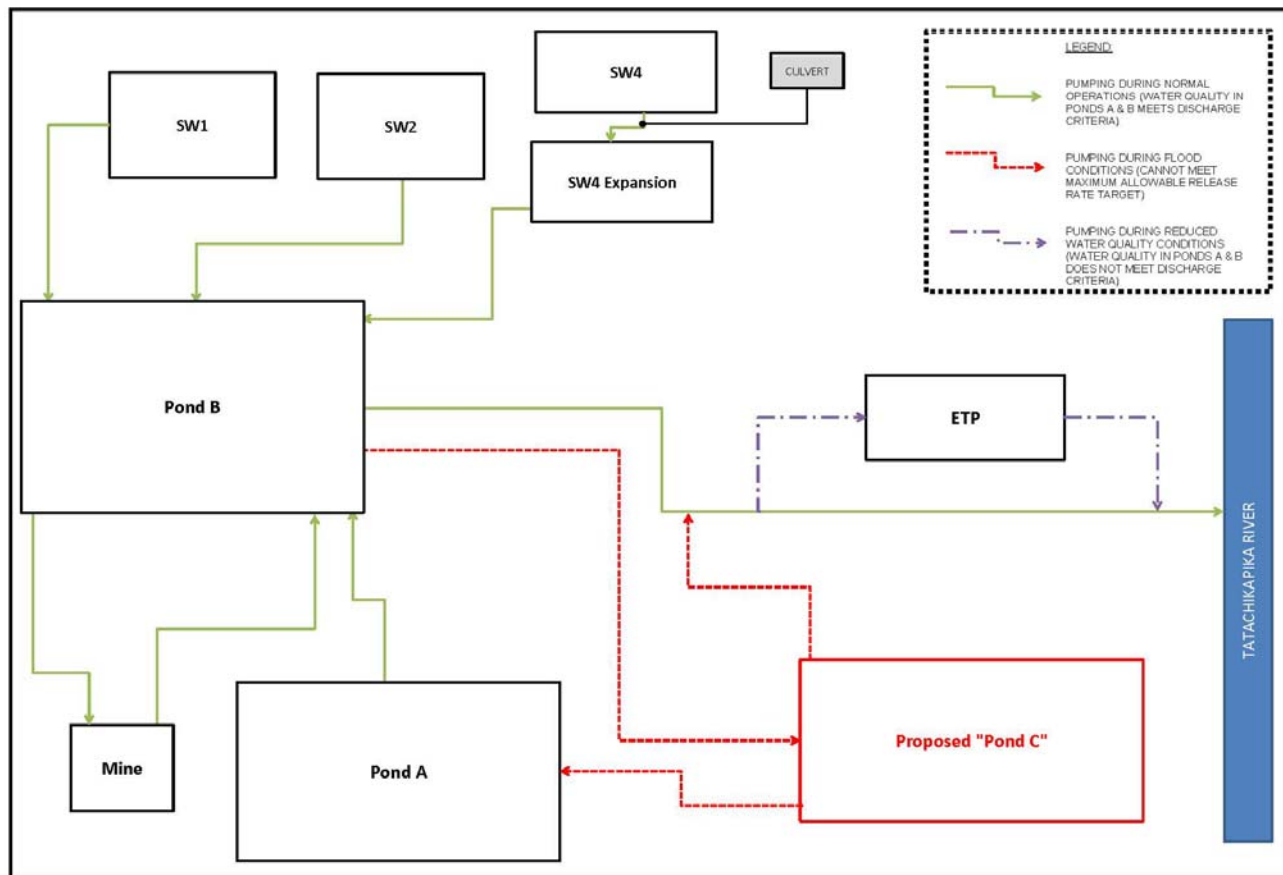 SW1
SW2
SW4
CULVERT
SW4 Expansion
LEGEND:
PUMPING DURING NORMAL
OPERATIONS (WATER QUALITY IN
PONDS A & B MEETS DISCHARGE
CRITERIA)
PUMPING DURING FLOOD
CONDITIONS (CANNOT MEET
MAXIMUM ALLOWABLE RELEASE
RATE TARGET)
PUMPING DURING REDUCED
WATER QUALITY CONDITIONS
(WATER QUALITY IN PONDS A & B
DOES NOT MEET DISCHARGE
CRITERIA)
Pond B
ETP
TATACHIKAPIKA RIVER
Mine
Pond A
Proposed "Pond C"